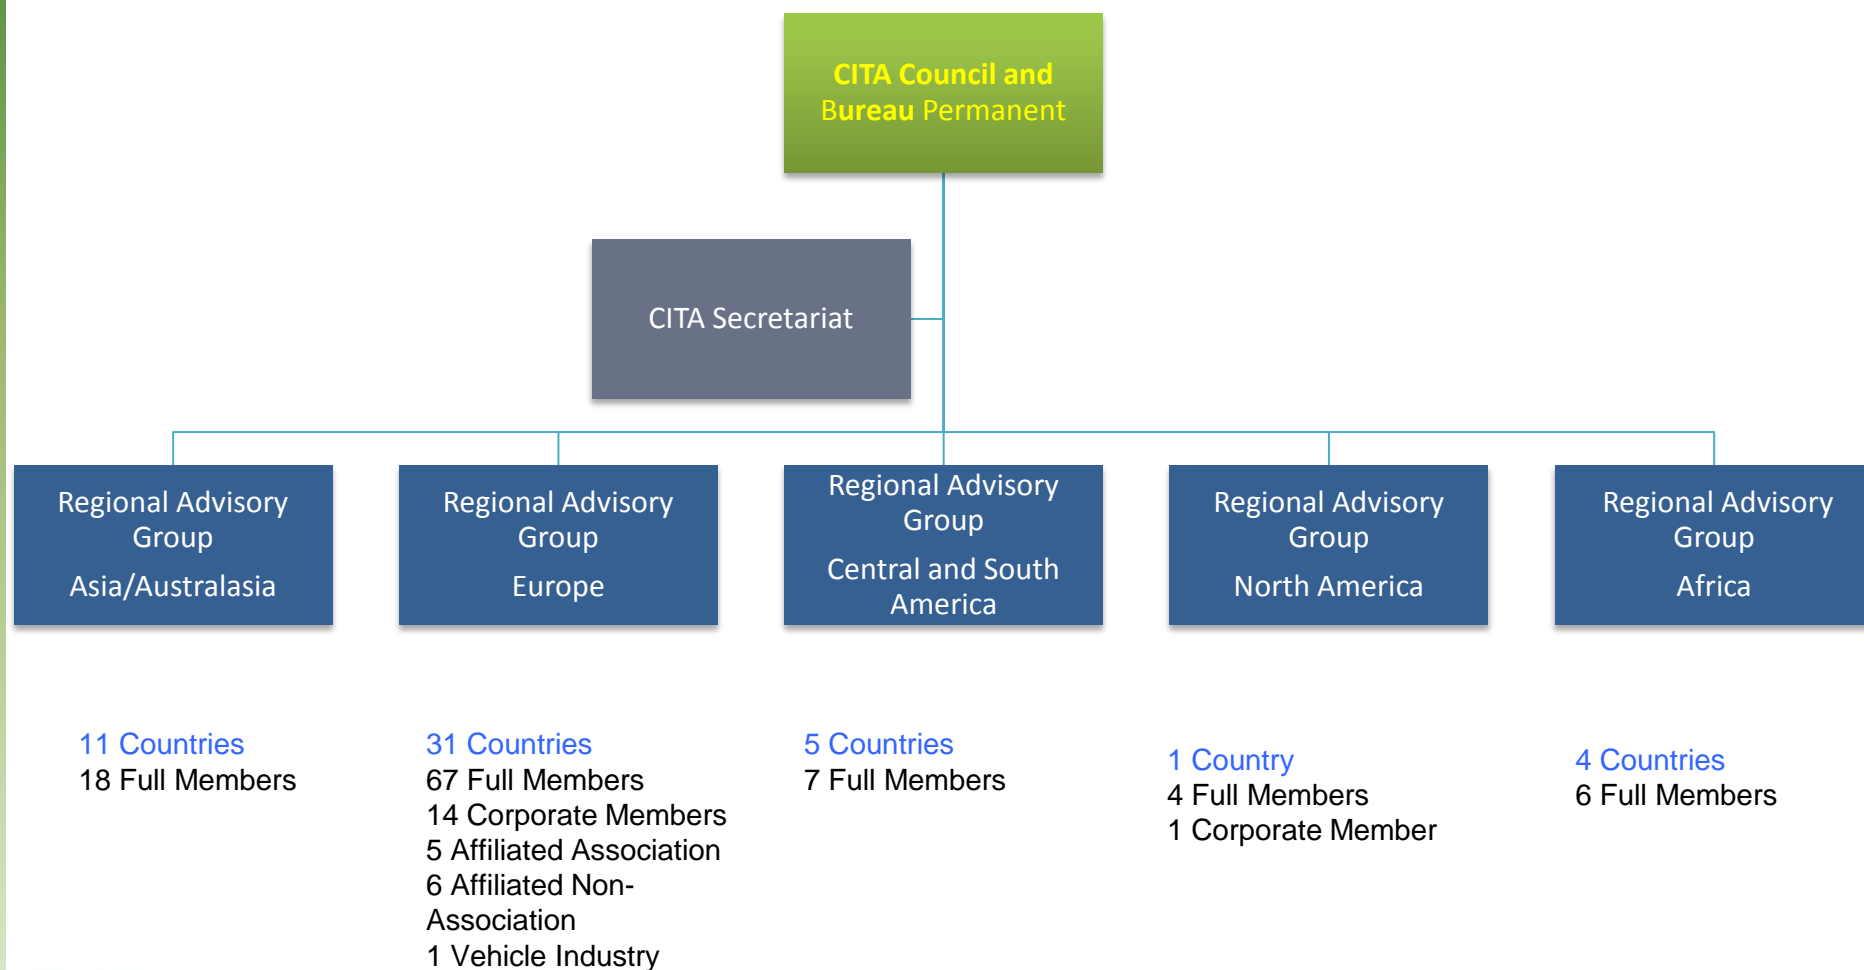 CITA Council and
Bureau Permanent
CITA Secretariat
Regional Advisory
Group
Asia/Australasia
Regional Advisory
Group
Europe
Regional Advisory
Group
Central and South
America
Regional Advisory
Group
North America
Regional Advisory
Group
Africa
11 Countries
18 Full Members
31 Countries
67 Full Members
14 Corporate Members
5 Affiliated Association
6 Affiliated Non-
Association
1 Vehicle Industry
5 Countries
7 Full Members
1 Country
4 Full Members
1 Corporate Member
4 Countries
6 Full Members